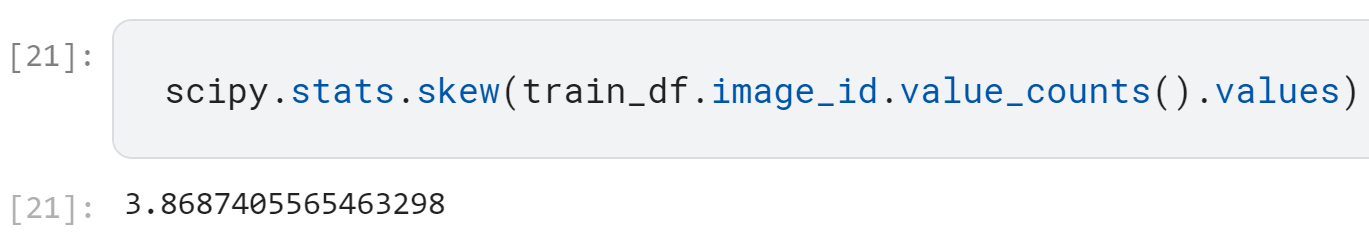 [21]:
scipy.stats.skew(train_df.image_id.value_counts().values)
[21]: 3.8687405565463298